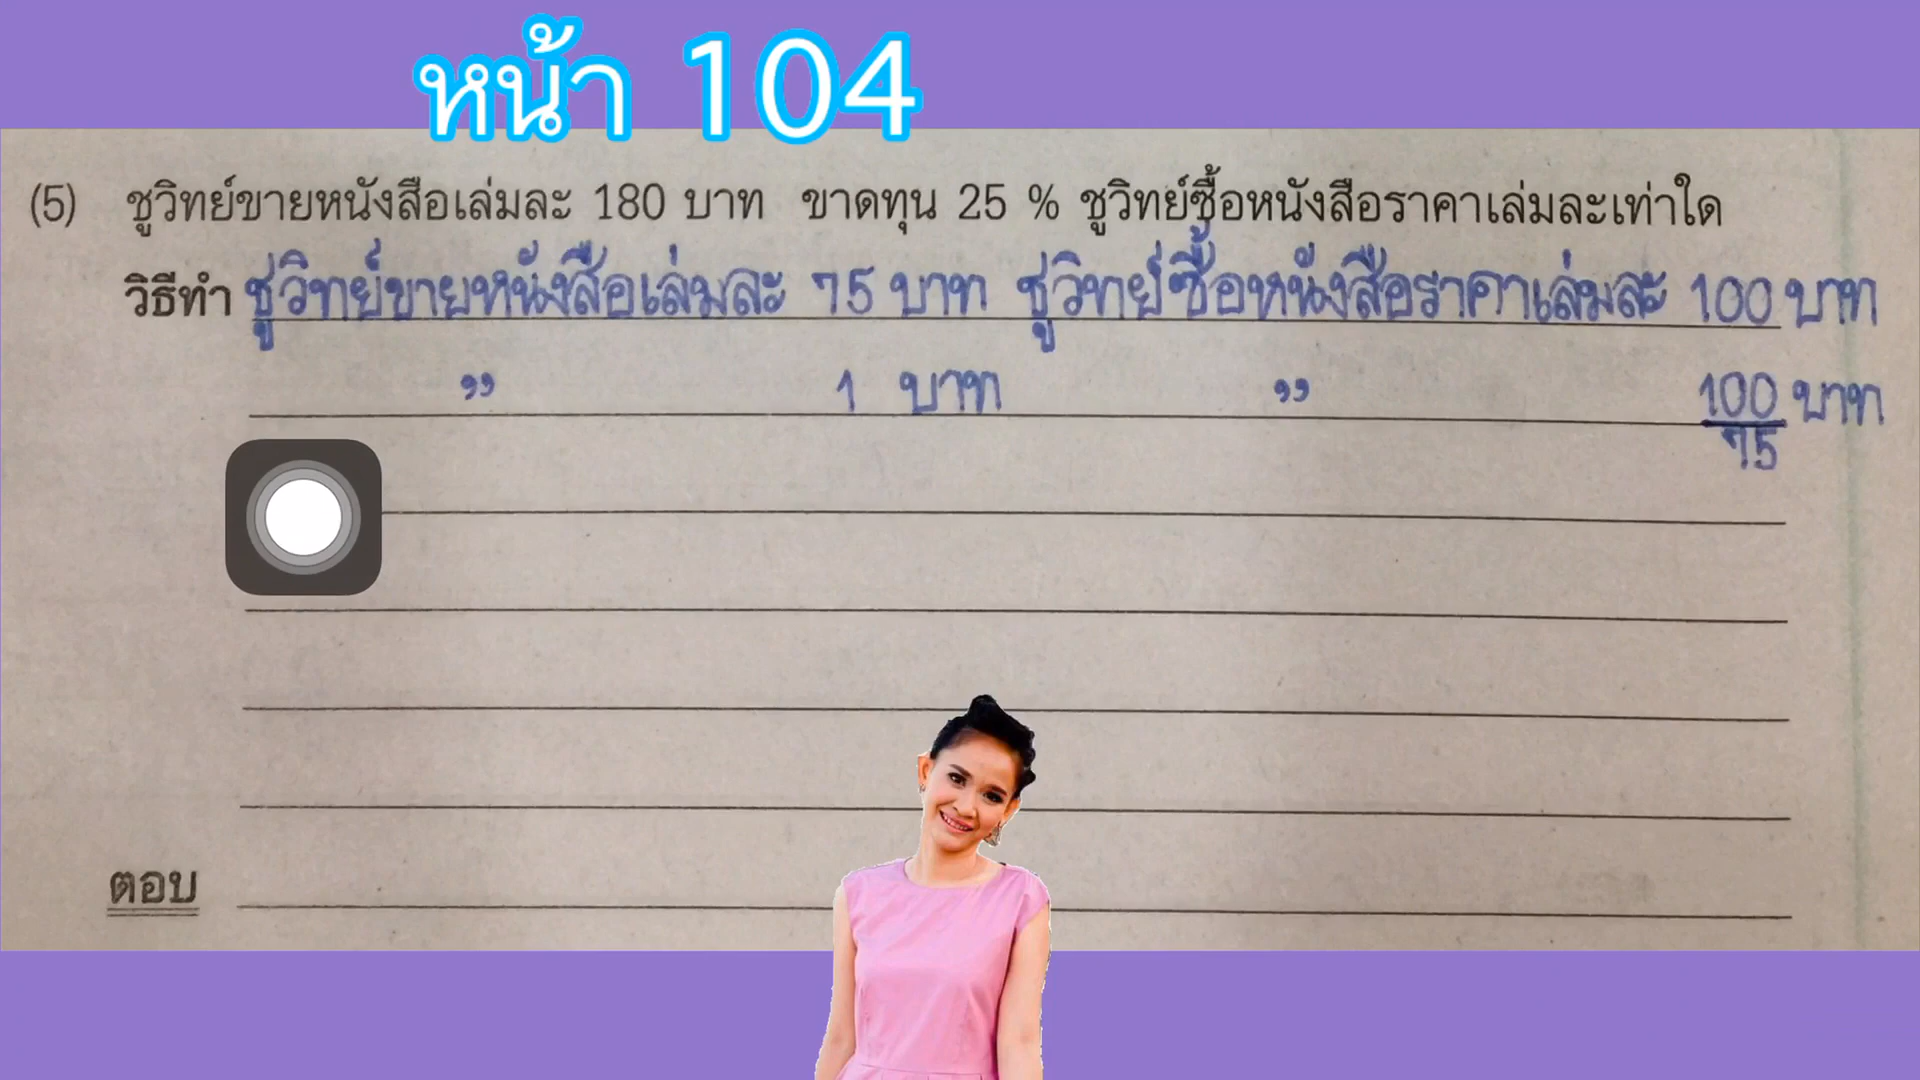 หน้า 104
(5) ชูวิทย์ขายหนังสือเล่มละ 180 บาท ขาดทุน 25 % ชูวิทย์ซื้อหนังสือราคาเล่มละเท่าใด
วิธีทำ ชูวิทย์ขายหนังสือเล่มละ 75 บาท ชูวิทย์ซื้อหนังสือราคาเล่มละ 100 บาท
” 1 บาท ” 100/75 บาท
ตอบ